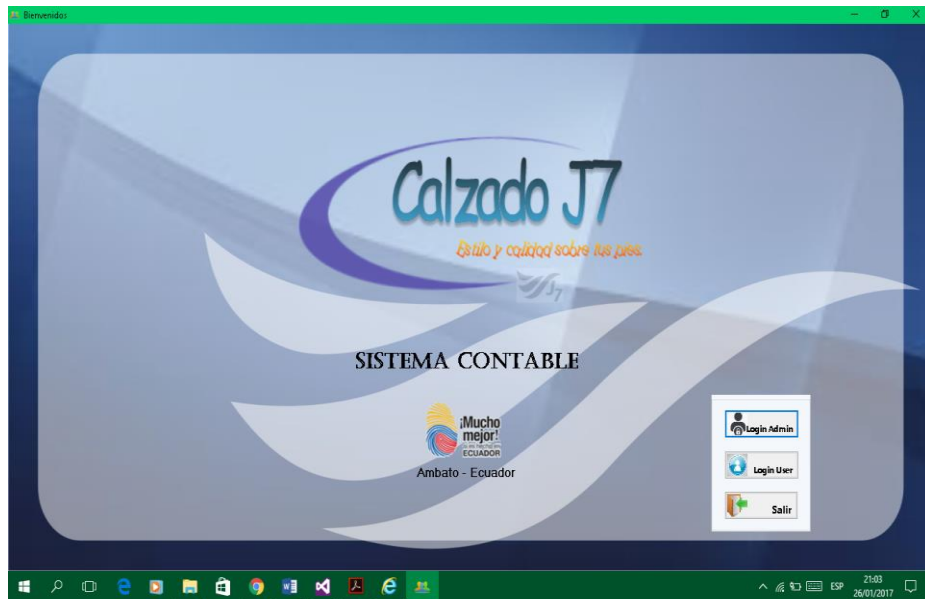 Bienvenidos
Calzado J7
Estilo y calidad sobre tus pies.
J7
SISTEMA CONTABLE
¡Mucho
mejor!
ECUADOR
Ambato - Ecuador
Login Admin
Login User
Salir
ESP
21:03
26/01/2017